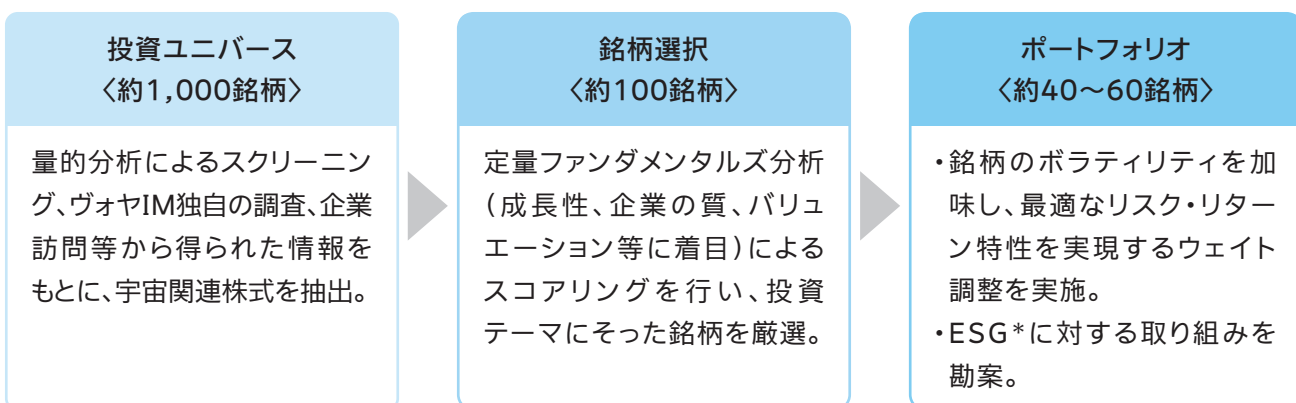 投資ユニバース
〈約1,000銘柄〉
量的分析によるスクリーニン
グ、ヴォヤIM独自の調査、企業
訪問等から得られた情報を
もとに、宇宙関連株式を抽出。
銘柄選択
〈約100銘柄〉
定量ファンダメンタルズ分析
(成長性、企業の質、バリュ
エーション等に着目)による
スコアリングを行い、投資
テーマにそった銘柄を厳選。
ポートフォリオ
〈約40～60銘柄〉
・銘柄のボラティリティを加
味し、最適なリスク・リター
ン特性を実現するウェイト
調整を実施。
・ESG*に対する取り組みを
勘案。